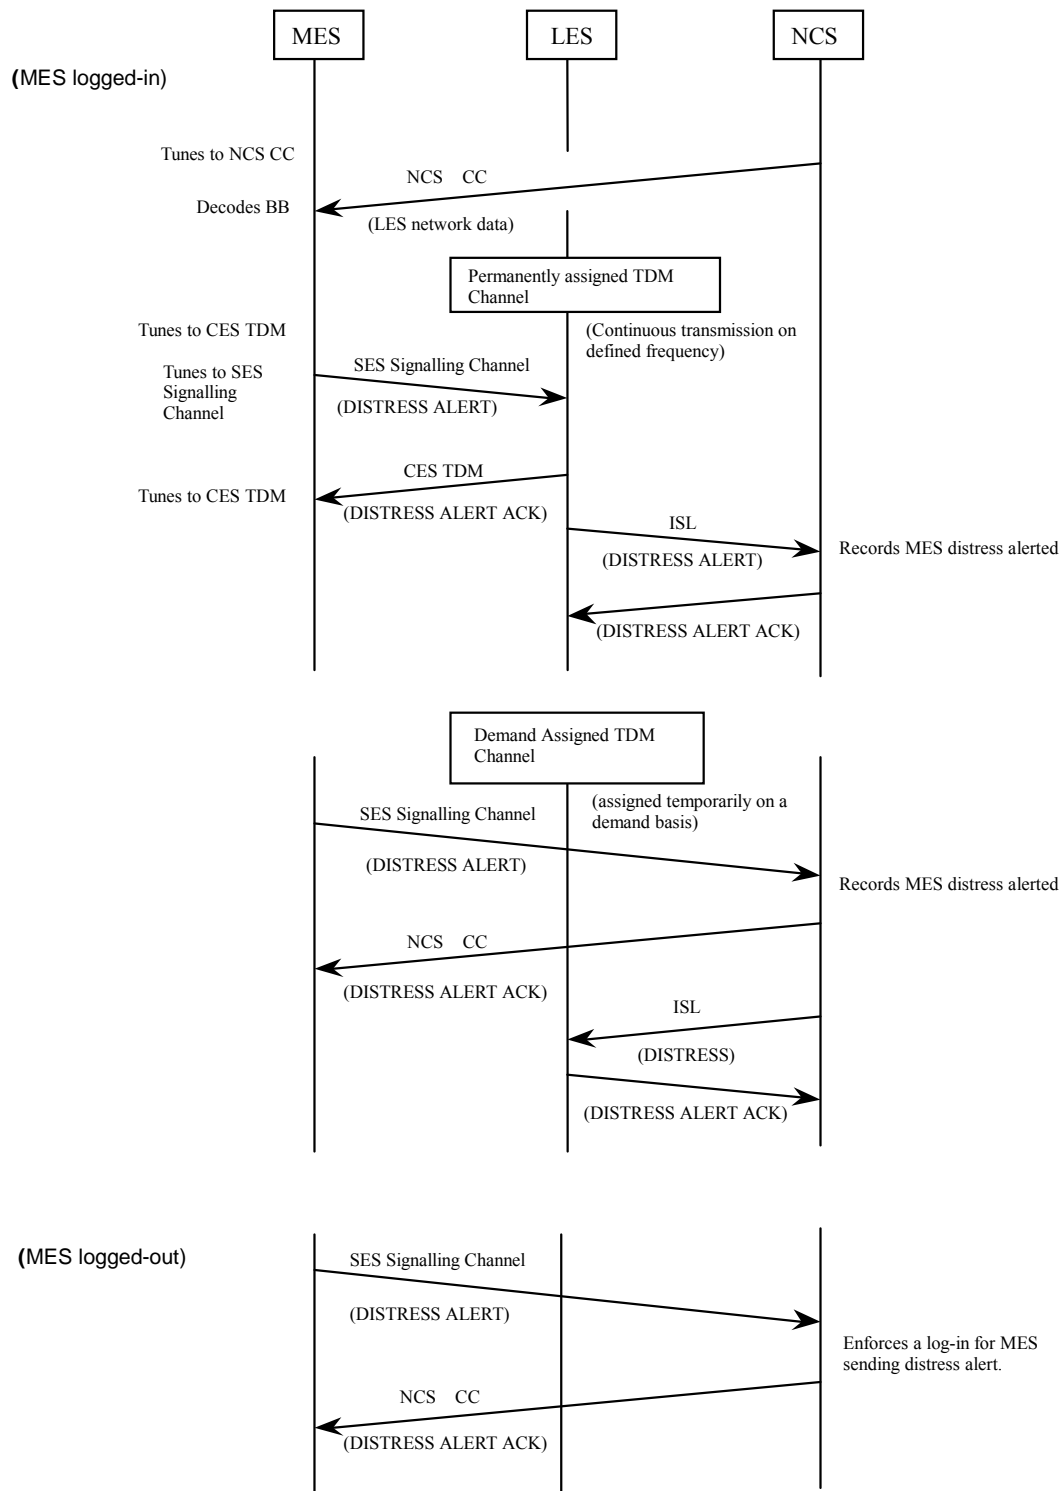 MES
LES
NCS
(MES logged-in)
Tunes to NCS CC
NCS CC
Decodes BB
(LES network data)
Permanently assigned TDM
Channel
Tunes to CES TDM
(Continuous transmission on
defined frequency)
Tunes to SES
Signalling
Channel
SES Signalling Channel
(DISTRESS ALERT)
CES TDM
Tunes to CES TDM
(DISTRESS ALERT ACK)
ISL
(DISTRESS ALERT)
Records MES distress alerted
(DISTRESS ALERT ACK)
Demand Assigned TDM
Channel
(assigned temporarily on a
demand basis)
SES Signalling Channel
(DISTRESS ALERT)
Records MES distress alerted
NCS CC
(DISTRESS ALERT ACK)
ISL
(DISTRESS)
(DISTRESS ALERT ACK)
(MES logged-out)
SES Signalling Channel
(DISTRESS ALERT)
Enforces a log-in for MES
sending distress alert.
NCS CC
(DISTRESS ALERT ACK)